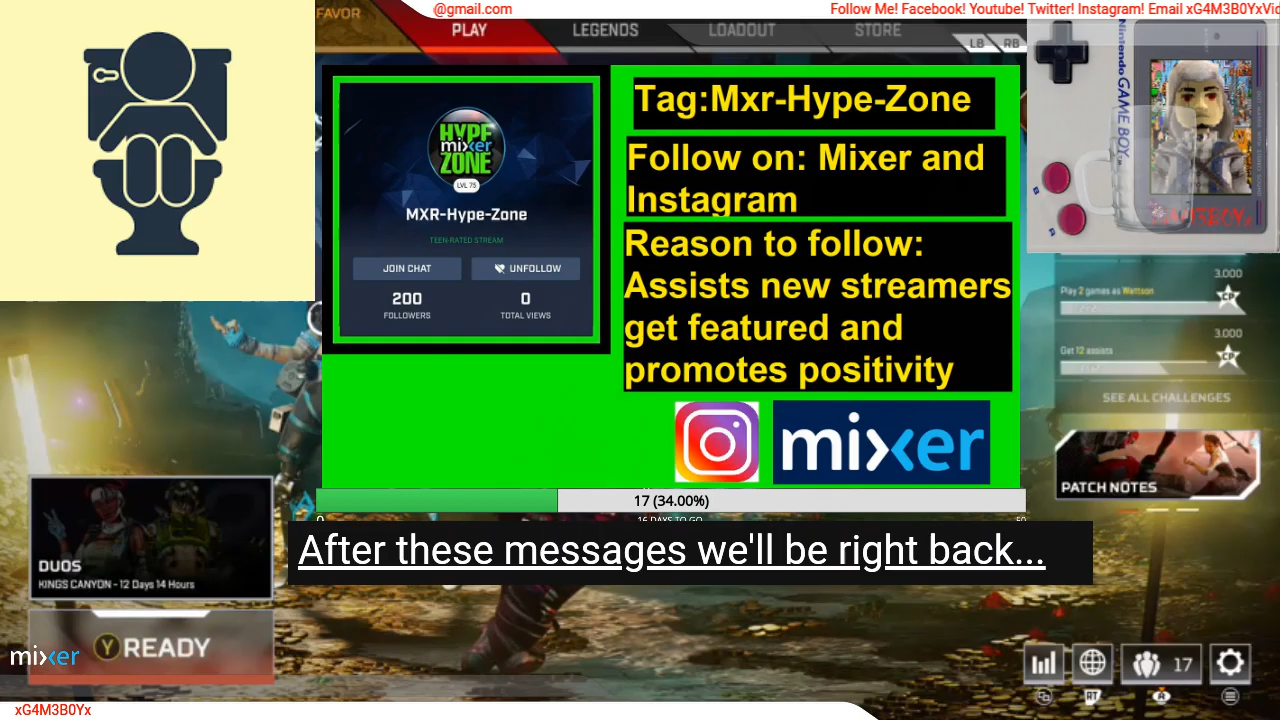 @gmail.com
Follow Me! Facebook! Youtube! Twitter! Instagram! Email xG4M3B0YxVid
FAVOR
PLAY
LEGENDS
LOADOUT
STORE
LB
RB
Nintendo GAME BOY
HYPE
mixer
ZONE
LVL 75
MXR-Hype-Zone
TEEN-RATED STREAM
JOIN CHAT
UNFOLLOW
200
0
FOLLOWERS
TOTAL VIEWS
Tag:Mxr-Hype-Zone
Follow on: Mixer and
Instagram
Reason to follow:
Assists new streamers
get featured and
promotes positivity
mixer
3,000
Play 2 games as Wattson
3,000
Get 12 assists
SEE ALL CHALLENGES
PATCH NOTES
17 (34.00%)
0
16 DAYS TO GO
50
After these messages we'll be right back...
DUOS
KINGS CANYON - 12 Days 14 Hours
Y READY
mixer
17
RT
xG4M3B0Yx